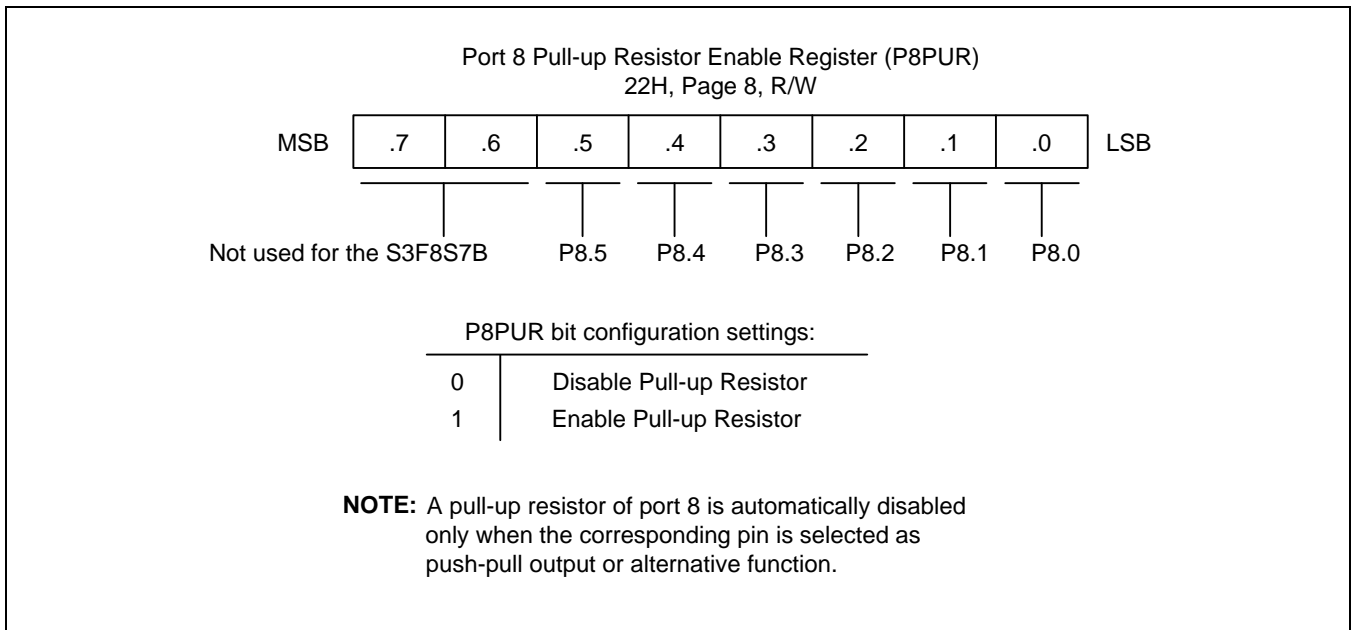 Port 8 Pull-up Resistor Enable Register (P8PUR)
22H, Page 8, R/W
MSB .7 .6 .5 .4 .3 .2 .1 .0 LSB
Not used for the S3F8S7B P8.5 P8.4 P8.3 P8.2 P8.1 P8.0
P8PUR bit configuration settings:
0 Disable Pull-up Resistor
1 Enable Pull-up Resistor
NOTE: A pull-up resistor of port 8 is automatically disabled
only when the corresponding pin is selected as
push-pull output or alternative function.